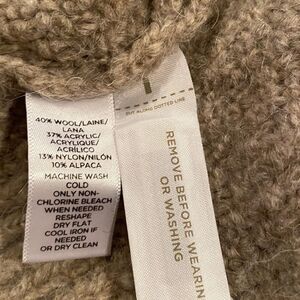 40% WOOL/LAINE/
LANA
37% ACRYLIC/
ACRYLIQUE/
ACRÍLICO
13% NYLON/NILÓN
10% ALPACA
MACHINE WASH
COLD
ONLY NON-
CHLORINE BLEACH
WHEN NEEDED
RESHAPE
DRY FLAT
COOL IRON IF
NEEDED
OR DRY CLEAN
CUT ALONG DOTTED LINE
REMOVE BEFORE WEARIN
OR WASHING